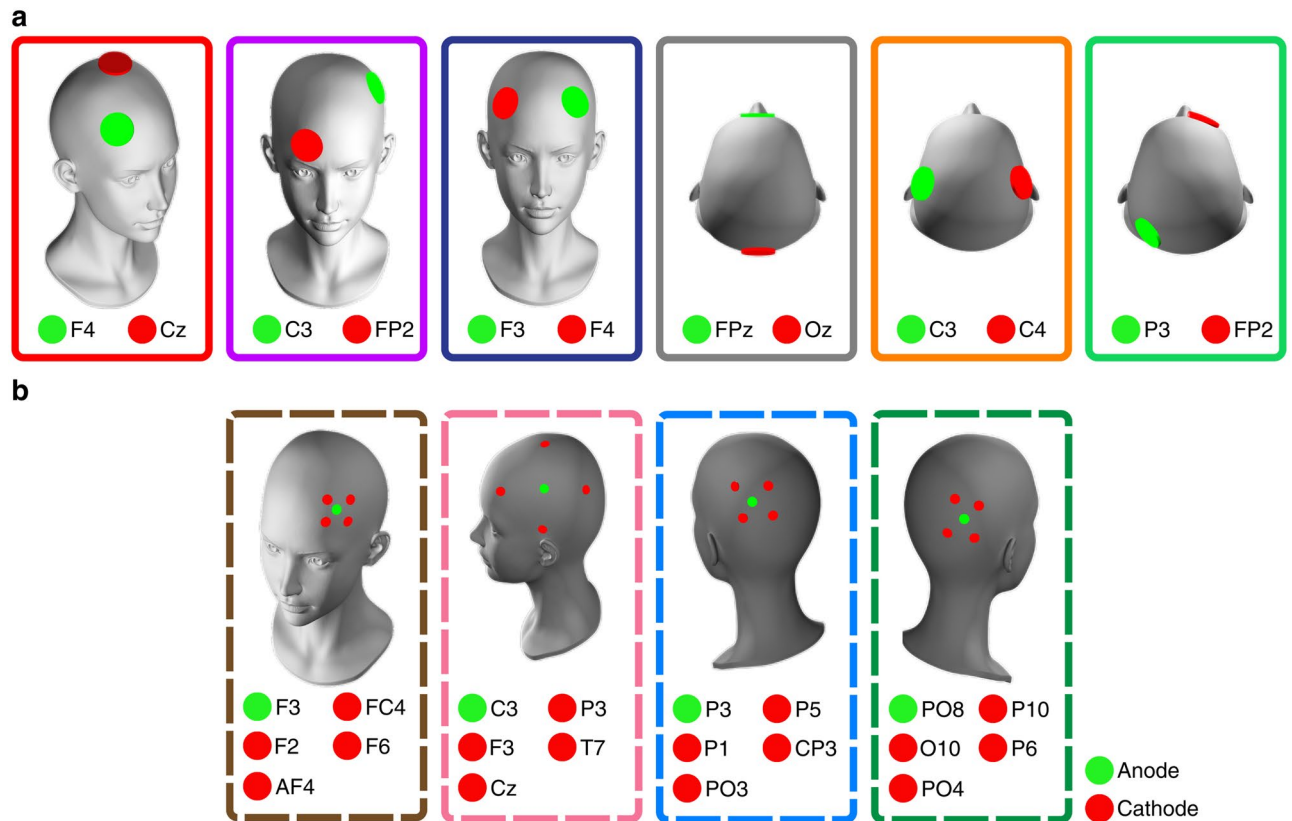 a
F4 Cz
C3 FP2
F3 F4
FPz Oz
C3 C4
P3 FP2
b
F3 FC4
F2 F6
AF4
C3 P3
F3 T7
Cz
P3 P5
P1 CP3
PO3
PO8 P10
O10 P6
PO4
Anode
Cathode